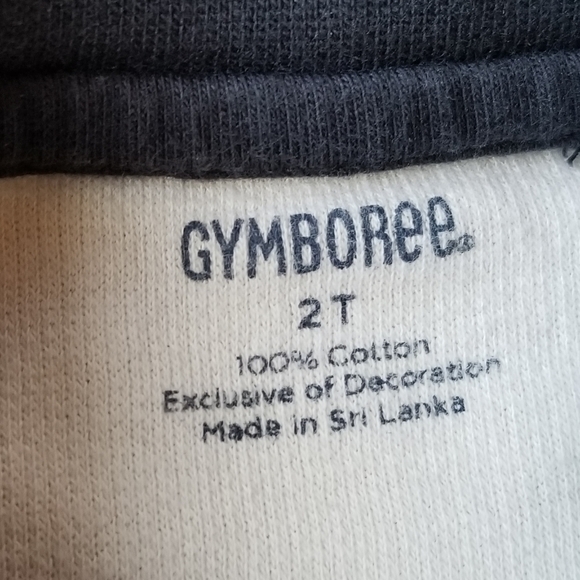 GYMBOREE®
2T
100% Cotton
Exclusive of Decoration
Made in Sri Lanka